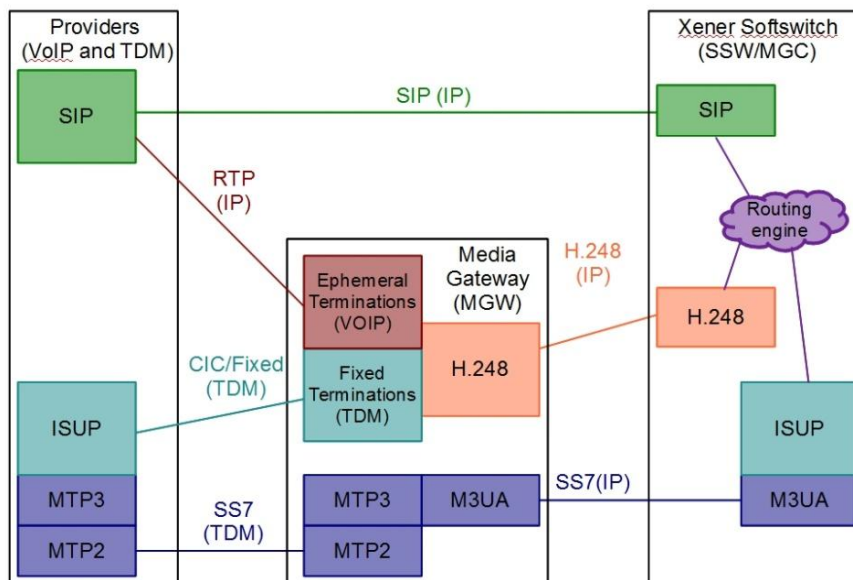 Providers
(VoIP and TDM)
SIP
SIP (IP)
Xener Softswitch
(SSW/MGC)
SIP
RTP
(IP)
Routing
engine
Media
Gateway
(MGW)
H.248
(IP)
Ephemeral
Terminations
(VOIP)
H.248
H.248
CIC/Fixed
(TDM)
Fixed
Terminations
(TDM)
ISUP
ISUP
MTP3
MTP2
SS7
(TDM)
MTP3
M3UA
MTP2
SS7(IP)
M3UA